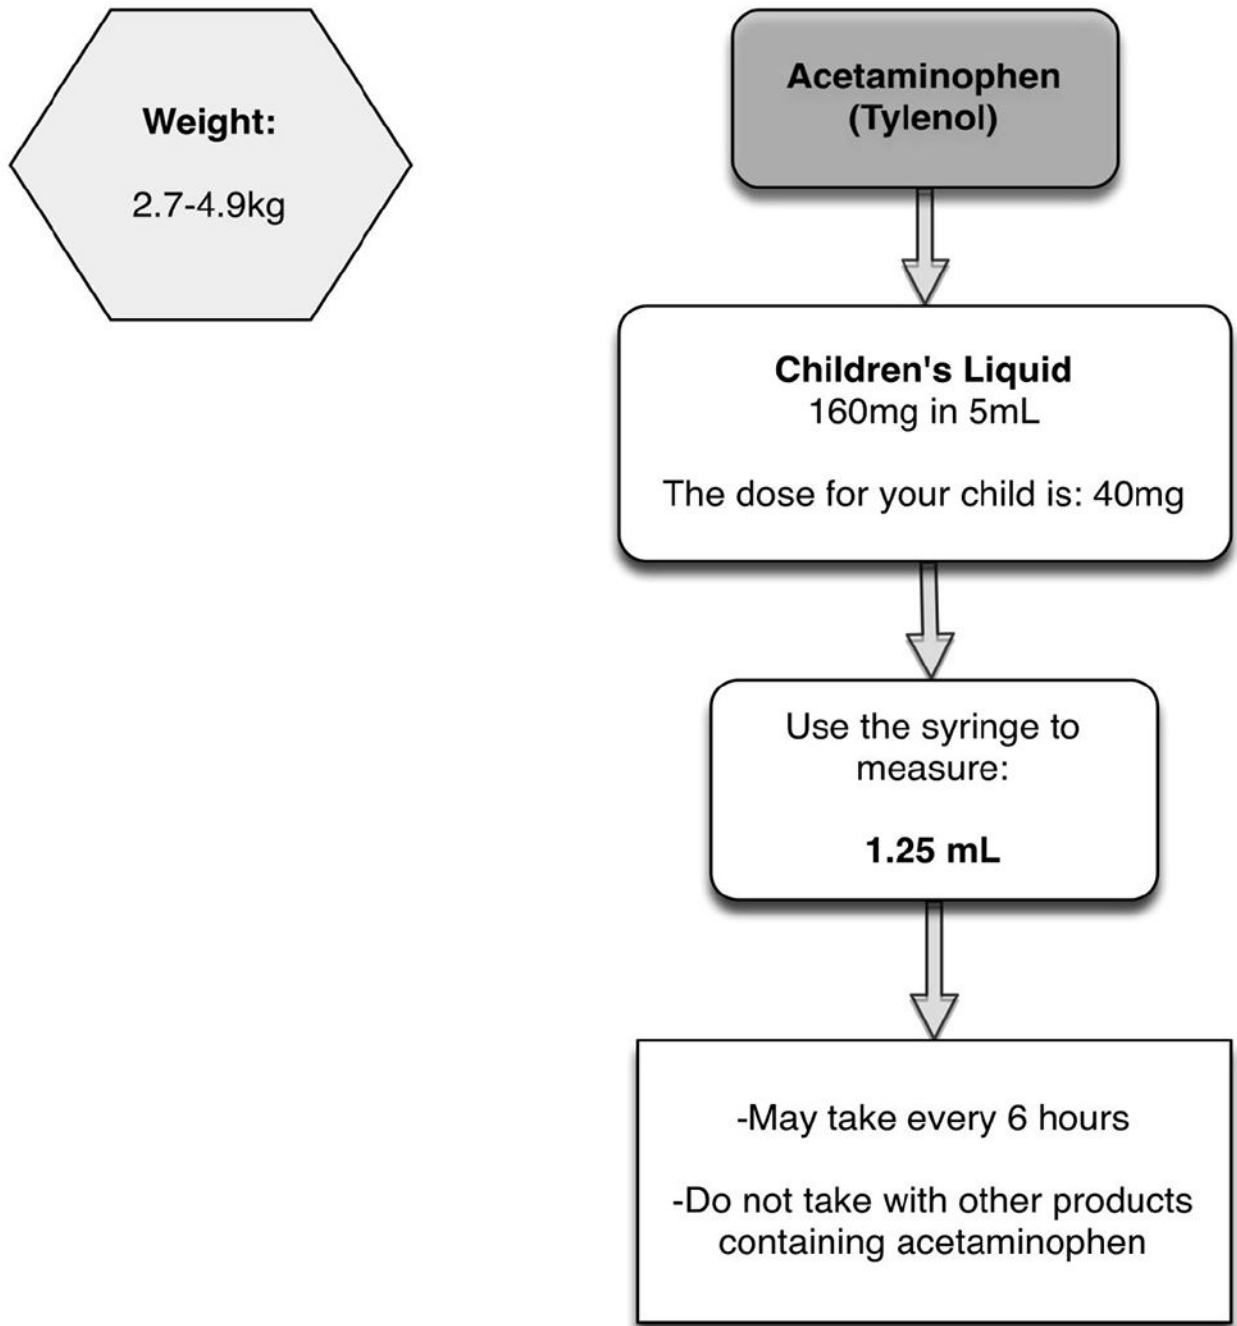 Weight:
2.7-4.9kg
Acetaminophen
(Tylenol)
Children's Liquid
160mg in 5mL
The dose for your child is: 40mg
Use the syringe to
measure:
1.25 mL
-May take every 6 hours
-Do not take with other products
containing acetaminophen